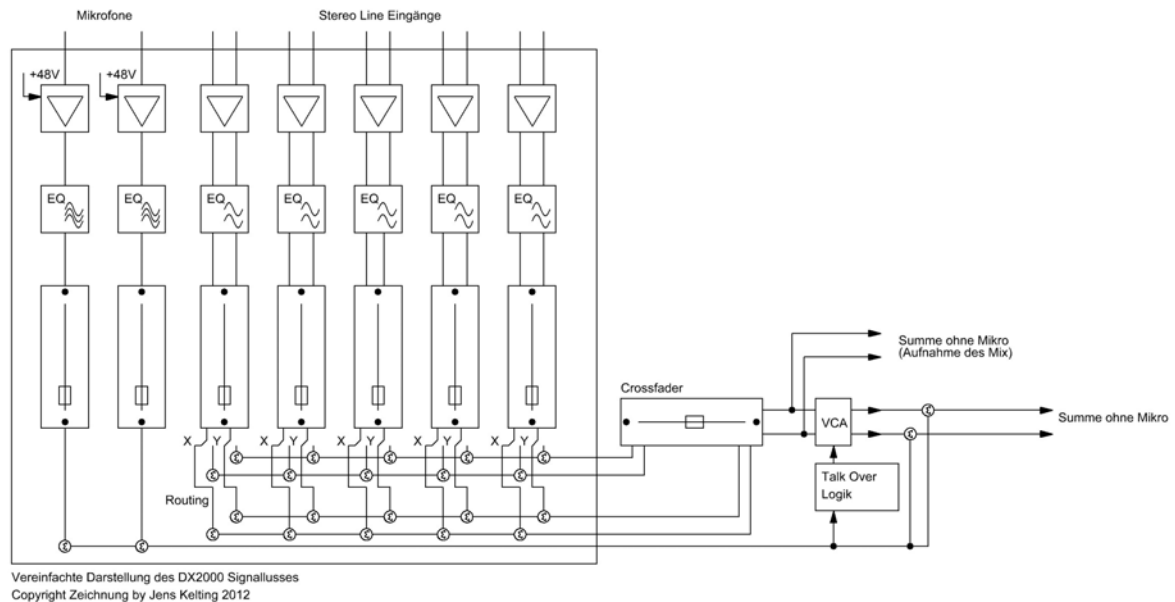 Mikrofone
Stereo Line Eingänge
+48V
+48V
EQ
EQ
EQ
EQ
EQ
EQ
EQ
Summe ohne Mikro
(Aufnahme des Mix)
Crossfader
VCA
Summe ohne Mikro
X Y X Y X Y X Y X Y
Talk Over
Logik
Routing
Σ Σ Σ Σ Σ
Σ Σ Σ Σ Σ
Σ Σ Σ Σ Σ
Σ Σ Σ Σ Σ
Σ Σ
Σ
Σ
Vereinfachte Darstellung des DX2000 Signallusses
Copyright Zeichnung by Jens Kelting 2012